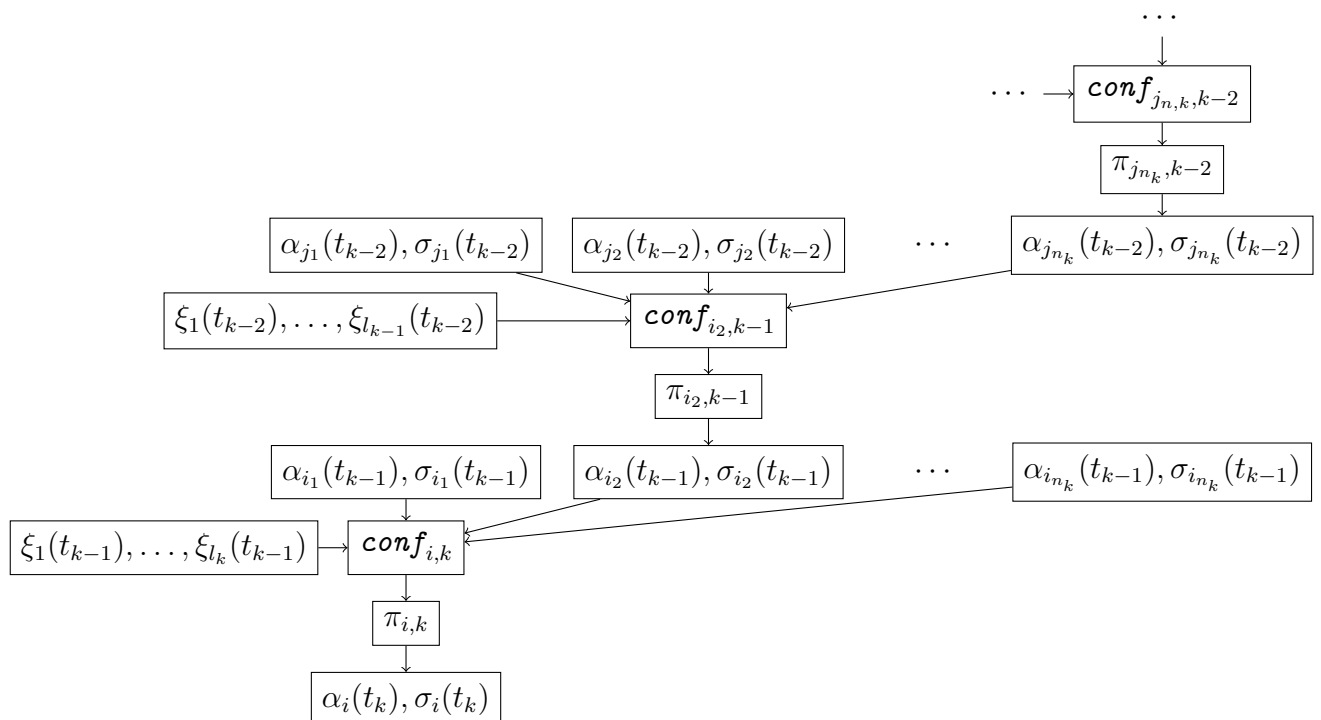 ⋯
⋯ conf_{j_{n,k},k−2}
π_{j_{n_k},k−2}
α_{j_1}(t_{k−2}), σ_{j_1}(t_{k−2}) α_{j_2}(t_{k−2}), σ_{j_2}(t_{k−2}) ⋯ α_{j_{n_k}}(t_{k−2}), σ_{j_{n_k}}(t_{k−2})
ξ_1(t_{k−2}), …, ξ_{l_{k−1}}(t_{k−2}) conf_{i_2,k−1}
π_{i_2,k−1}
α_{i_1}(t_{k−1}), σ_{i_1}(t_{k−1}) α_{i_2}(t_{k−1}), σ_{i_2}(t_{k−1}) ⋯ α_{i_{n_k}}(t_{k−1}), σ_{i_{n_k}}(t_{k−1})
ξ_1(t_{k−1}), …, ξ_{l_k}(t_{k−1}) conf_{i,k}
π_{i,k}
α_i(t_k), σ_i(t_k)